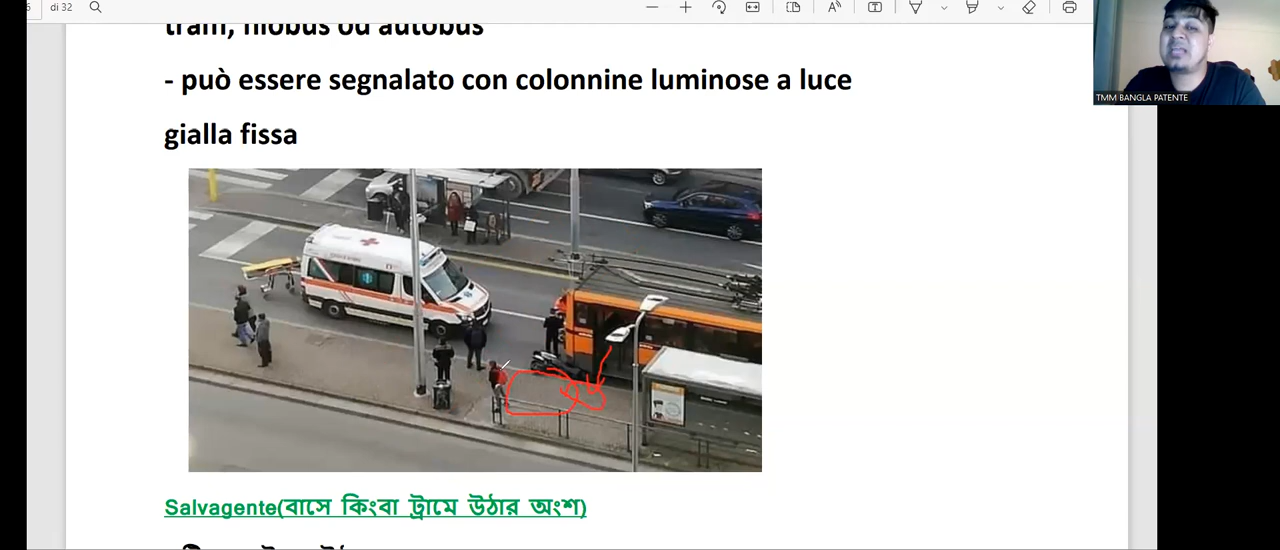 di 32
TMM BANGLA PATENTE
tram, filobus od autobus
- può essere segnalato con colonnine luminose a luce
gialla fissa
Salvagente(বাসে কিংবা ট্রামে উঠার অংশ)